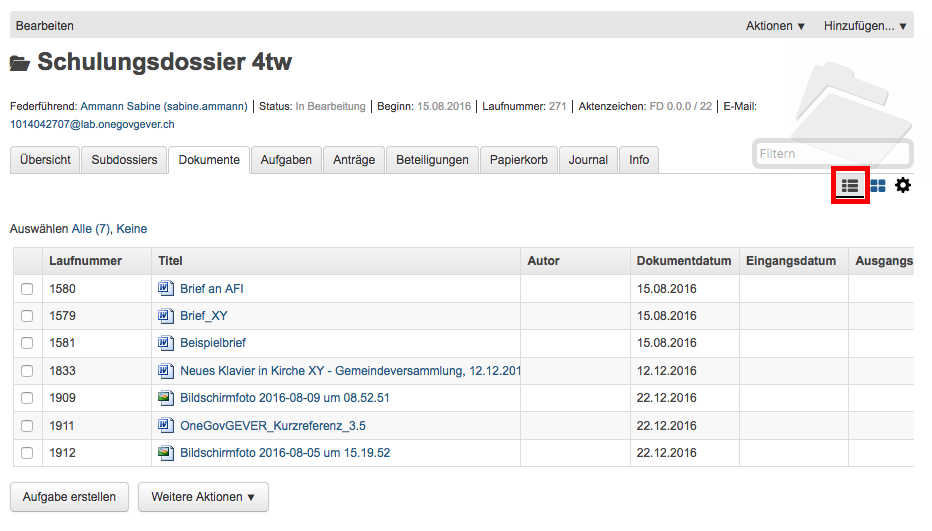 Bearbeiten Aktionen ▼ Hinzufügen... ▼
Schulungsdossier 4tw
Federführend: Ammann Sabine (sabine.ammann) | Status: In Bearbeitung | Beginn: 15.08.2016 | Laufnummer: 271 | Aktenzeichen: FD 0.0.0 / 22 | E-Mail:
1014042707@lab.onegovgever.ch
Übersicht Subdossiers Dokumente Aufgaben Anträge Beteiligungen Papierkorb Journal Info Filtern
Auswählen Alle (7), Keine
Laufnummer Titel Autor Dokumentdatum Eingangsdatum Ausgangs
1580 Brief an AFI 15.08.2016
1579 Brief_XY 15.08.2016
1581 Beispielbrief 15.08.2016
1833 Neues Klavier in Kirche XY - Gemeindeversammlung, 12.12.201 12.12.2016
1909 Bildschirmfoto 2016-08-09 um 08.52.51 22.12.2016
1911 OneGovGEVER_Kurzreferenz_3.5 22.12.2016
1912 Bildschirmfoto 2016-08-05 um 15.19.52 22.12.2016
Aufgabe erstellen Weitere Aktionen ▼